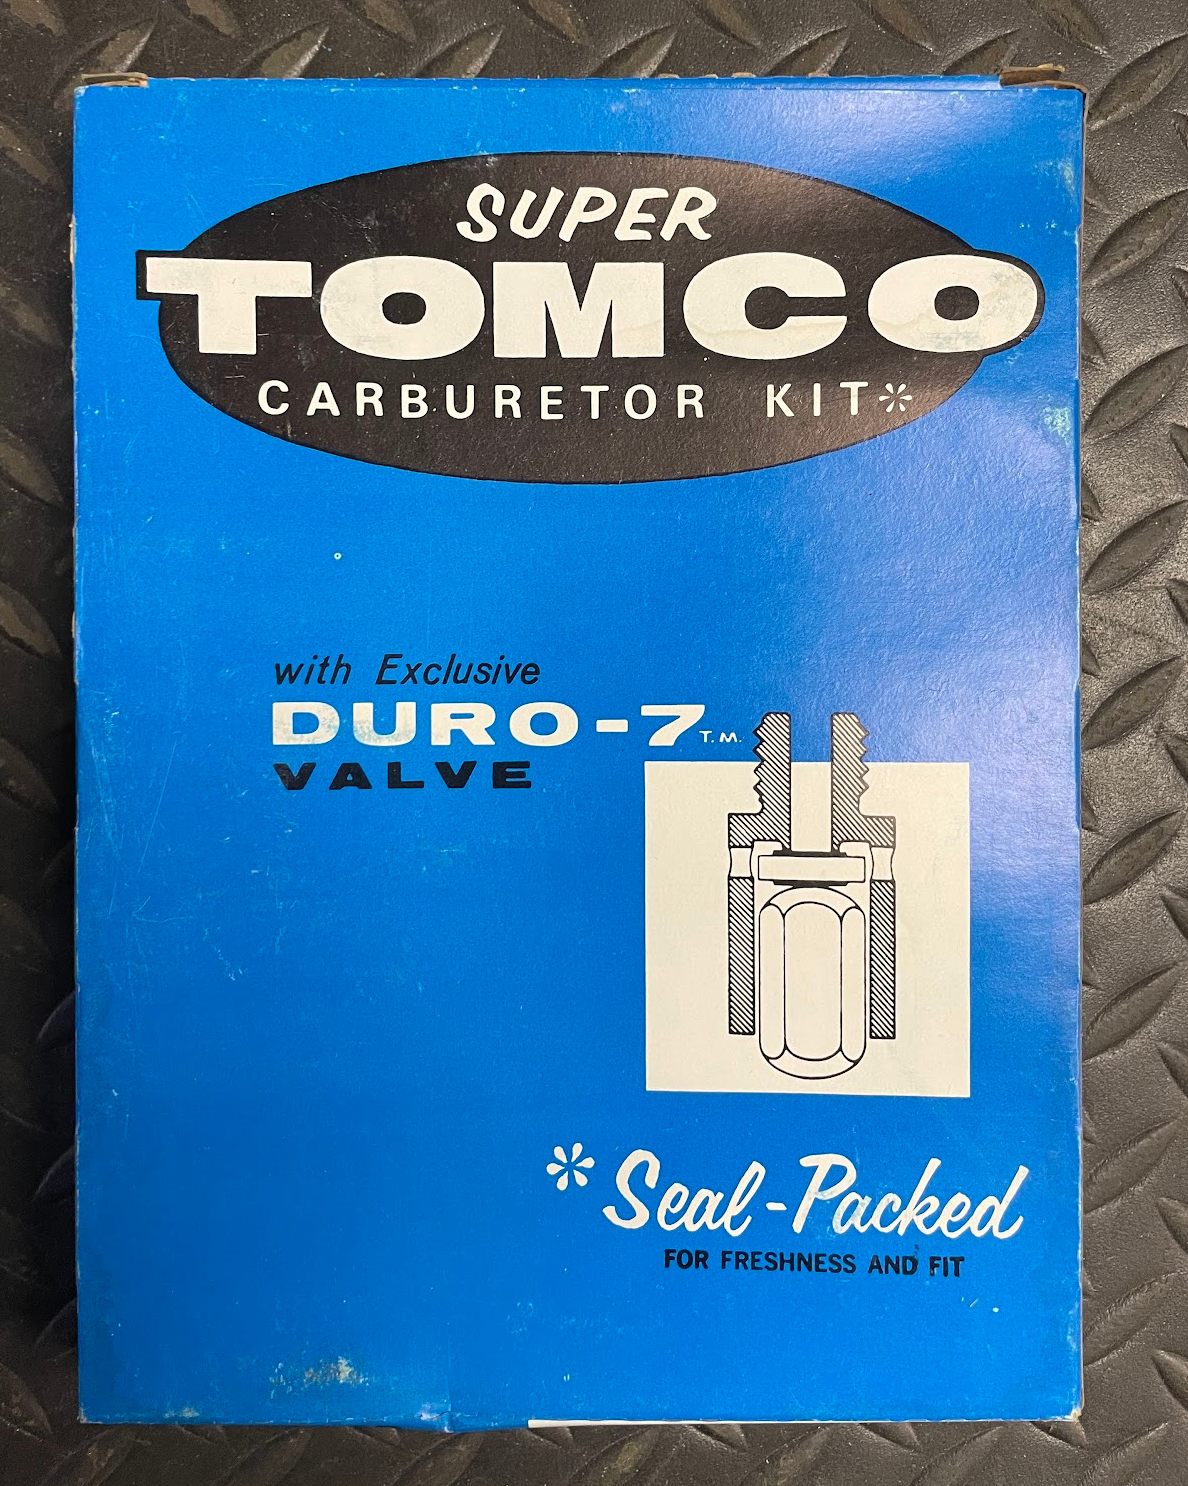 SUPER
TOMCO
CARBURETOR KIT*
with Exclusive
DURO-7 T.M.
VALVE
*Seal-Packed
FOR FRESHNESS AND FIT